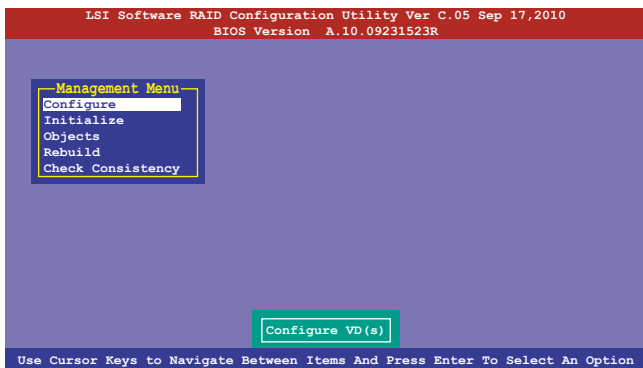 LSI Software RAID Configuration Utility Ver C.05 Sep 17,2010
BIOS Version A.10.09231523R
Management Menu
Configure
Initialize
Objects
Rebuild
Check Consistency
Configure VD(s)
Use Cursor Keys to Navigate Between Items And Press Enter To Select An Option